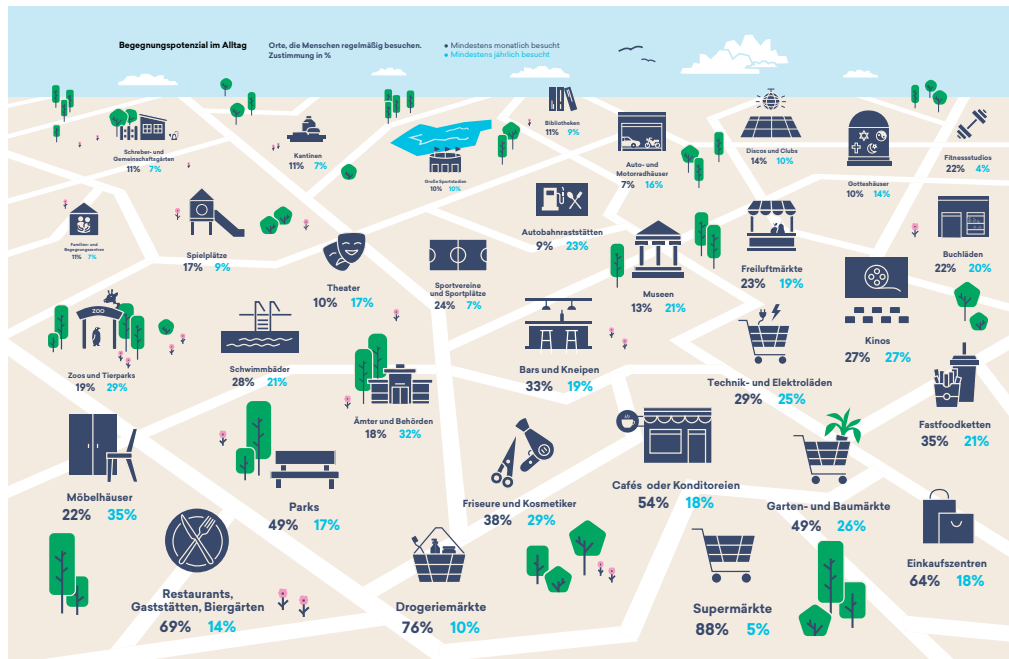 Begegnungspotenzial im Alltag
Orte, die Menschen regelmäßig besuchen.
Zustimmung in %
• Mindestens monatlich besucht
• Mindestens jährlich besucht
Bibliotheken
11% 9%
Schreber- und
Gemeinschaftsgärten
11% 7%
Kantinen
11% 7%
Große Sportstadien
10% 10%
Auto- und
Motorradhäuser
7% 16%
Discos und Clubs
14% 10%
Gotteshäuser
10% 14%
Fitnessstudios
22% 4%
Familien- und
Begegnungszentren
11% 7%
Spielplätze
17% 9%
Theater
10% 17%
Sportvereine
und Sportplätze
24% 7%
Autobahnraststätten
9% 23%
Museen
13% 21%
Freiluftmärkte
23% 19%
Buchläden
22% 20%
Kinos
27% 27%
ZOO
Zoos und Tierparks
19% 29%
Schwimmbäder
28% 21%
Ämter und Behörden
18% 32%
Bars und Kneipen
33% 19%
Technik- und Elektroläden
29% 25%
Fastfoodketten
35% 21%
Möbelhäuser
22% 35%
Parks
49% 17%
Friseure und Kosmetiker
38% 29%
Cafés oder Konditoreien
54% 18%
Garten- und Baumärkte
49% 26%
Einkaufszentren
64% 18%
Restaurants,
Gaststätten, Biergärten
69% 14%
Drogeriemärkte
76% 10%
Supermärkte
88% 5%